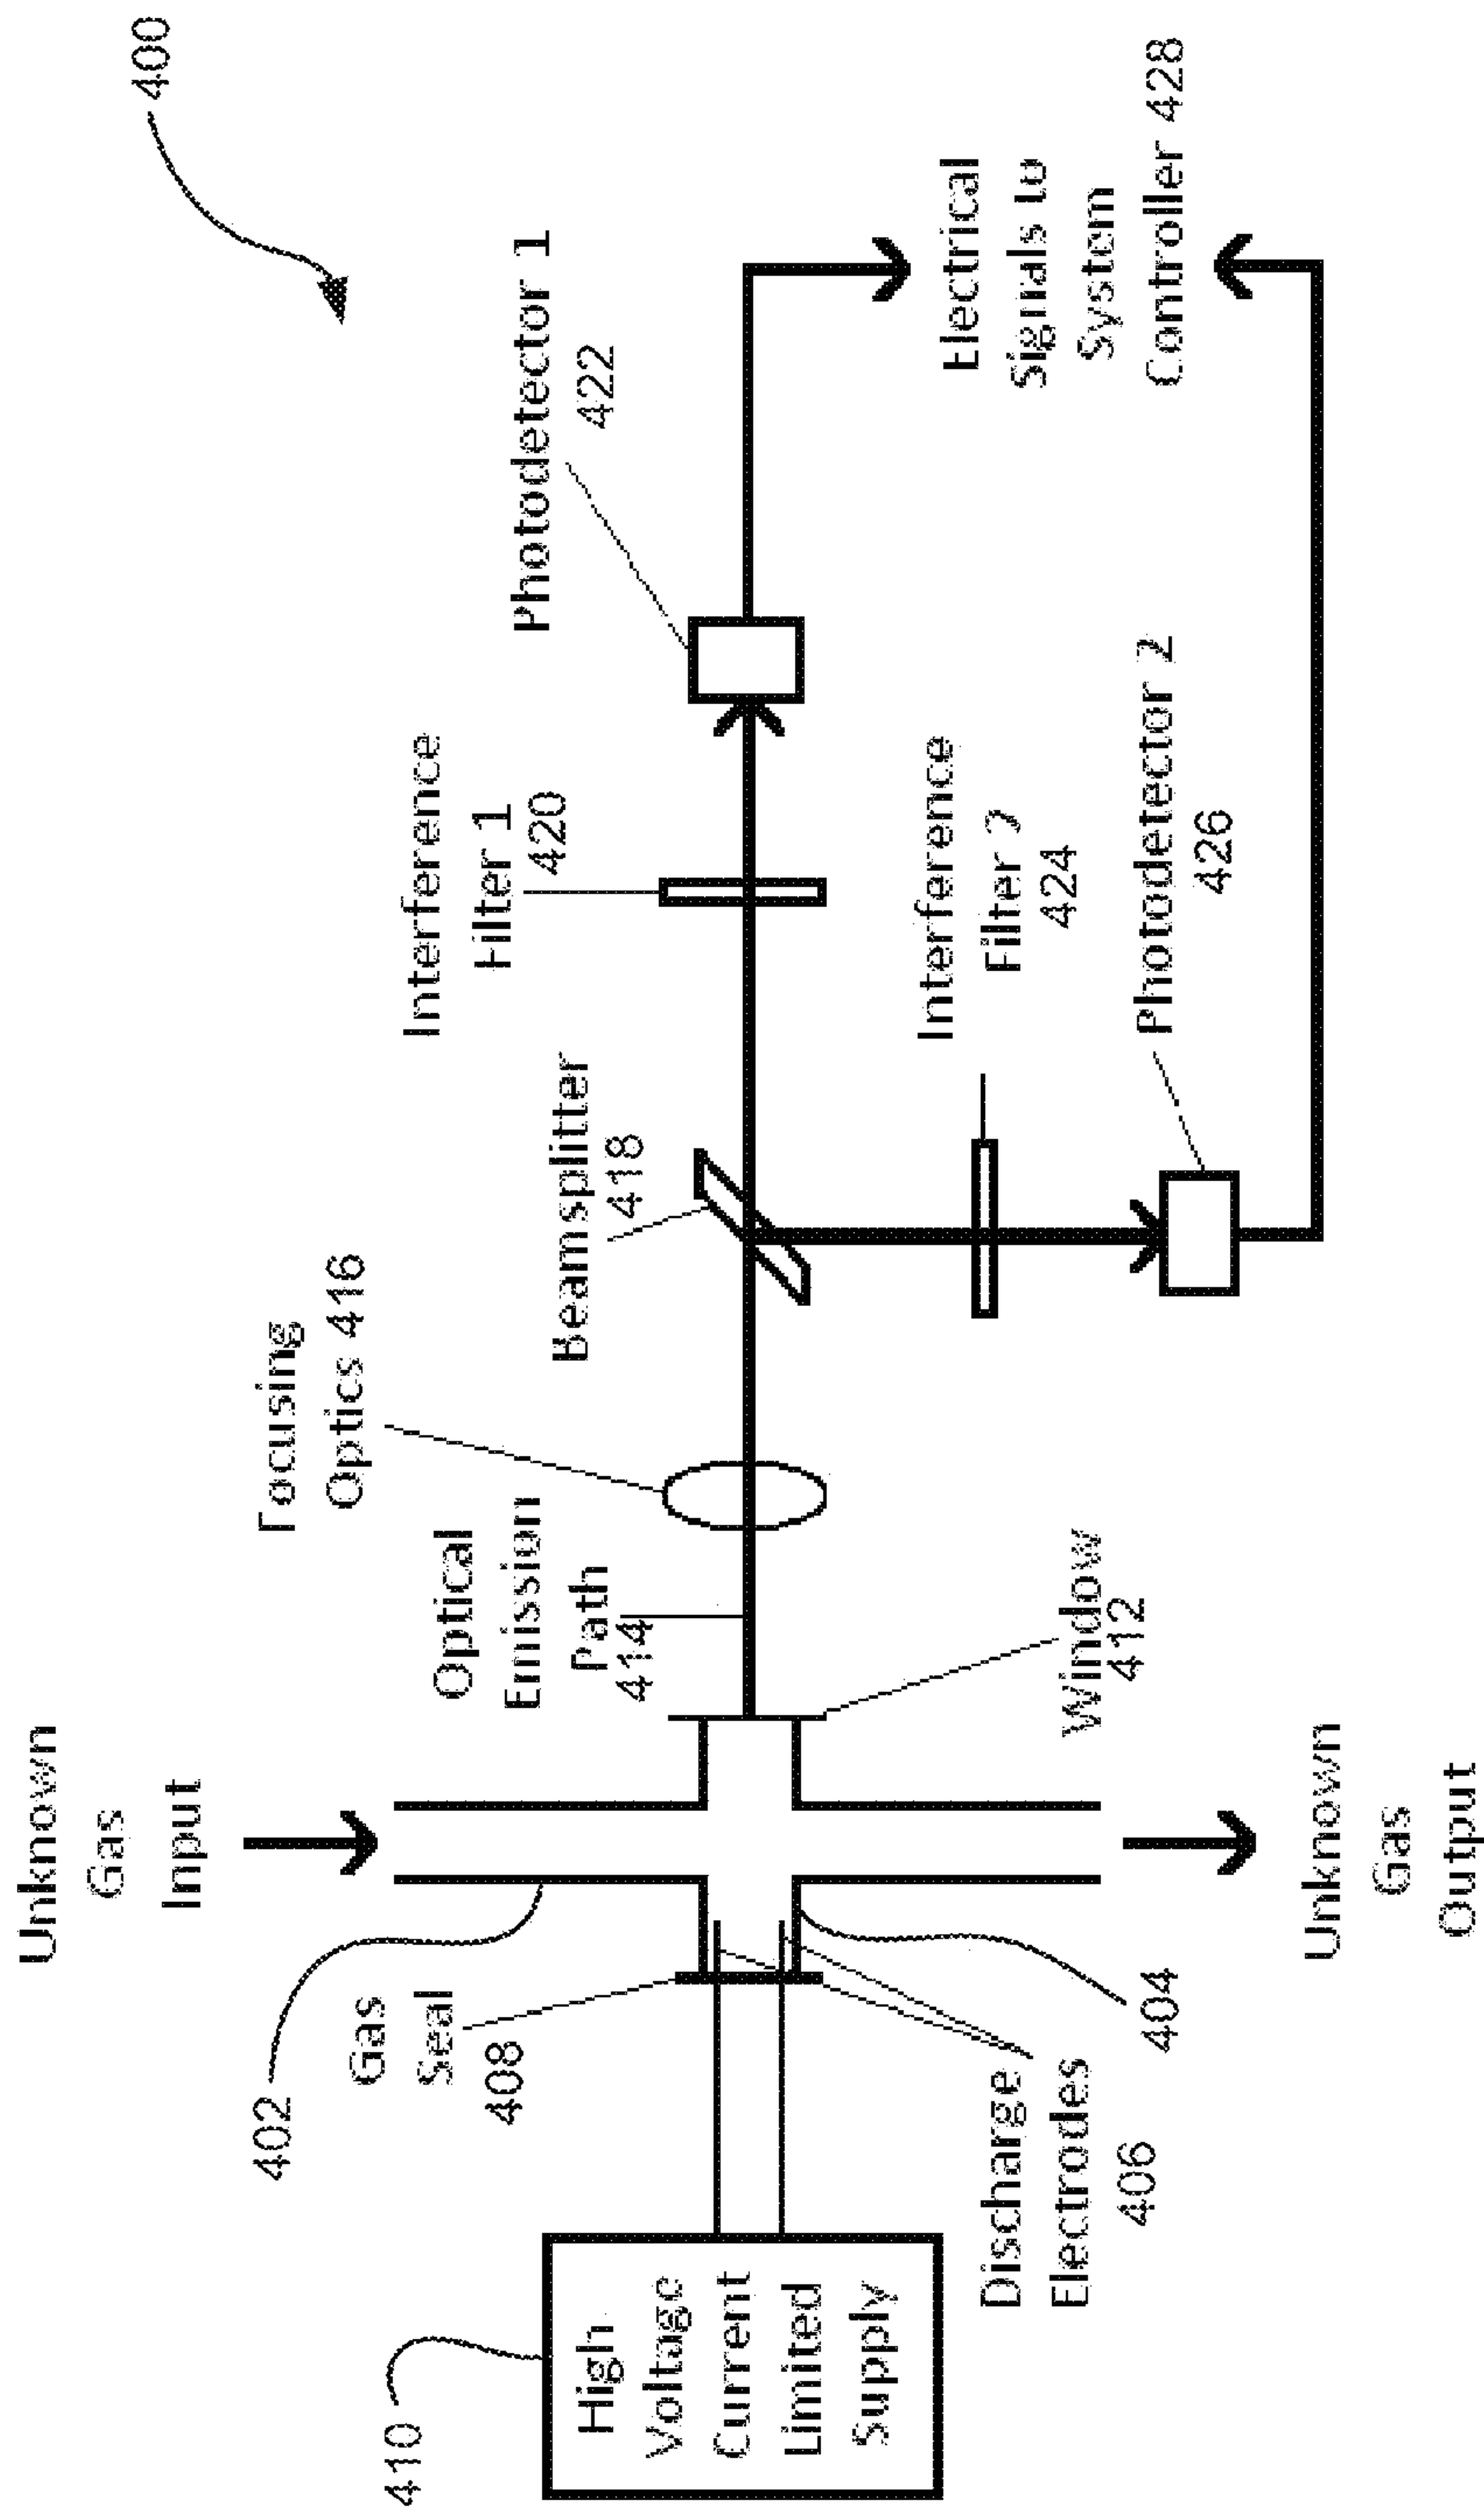 400
Unknown
Gas
Input
402
Gas
Seal
408
410
High
Voltage
Current
Limited
Supply
Discharge
Electrodes
406
404
Optical
Emission
Path
414
Window
412
Unknown
Gas
Output
Focusing
Optics 416
Beamsplitter
418
Interference
Filter 1
420
Photodetector 1
422
Interference
Filter 2
424
Photodetector 2
426
Electrical
Signals to
System
Controller 428